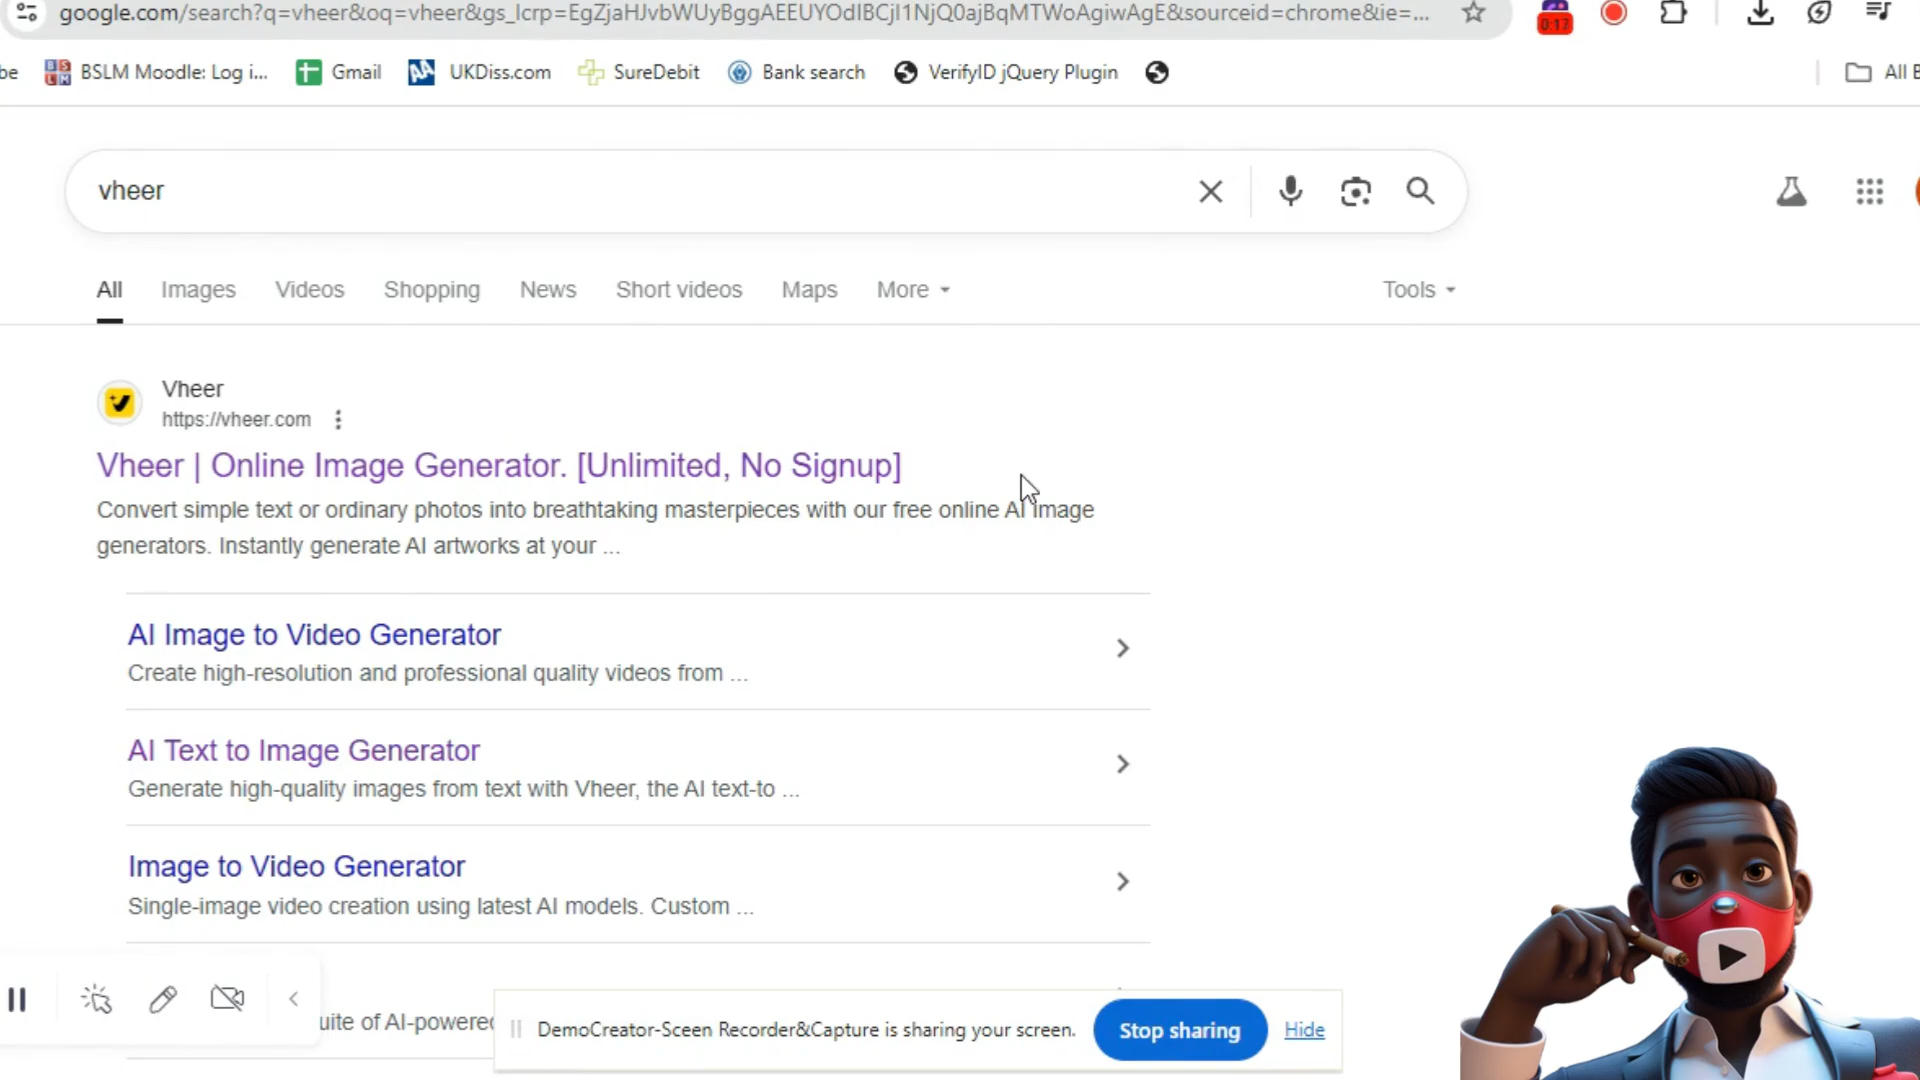 google.com/search?q=vheer&oq=vheer&gs_lcrp=EgZjaHJvbWUyBggAEEUYOdIBCjI1NjQ0ajBqMTWoAgiwAgE&sourceid=chrome&ie=...
0:17
be BSLM Moodle: Log i... Gmail UKDiss.com SureDebit Bank search VerifyID jQuery Plugin All B
vheer
All Images Videos Shopping News Short videos Maps More Tools
Vheer
https://vheer.com
Vheer | Online Image Generator. [Unlimited, No Signup]
Convert simple text or ordinary photos into breathtaking masterpieces with our free online AI image
generators. Instantly generate AI artworks at your ...
AI Image to Video Generator
Create high-resolution and professional quality videos from ...
AI Text to Image Generator
Generate high-quality images from text with Vheer, the AI text-to ...
Image to Video Generator
Single-image video creation using latest AI models. Custom ...
uite of AI-powered
DemoCreator-Sceen Recorder&Capture is sharing your screen. Stop sharing Hide